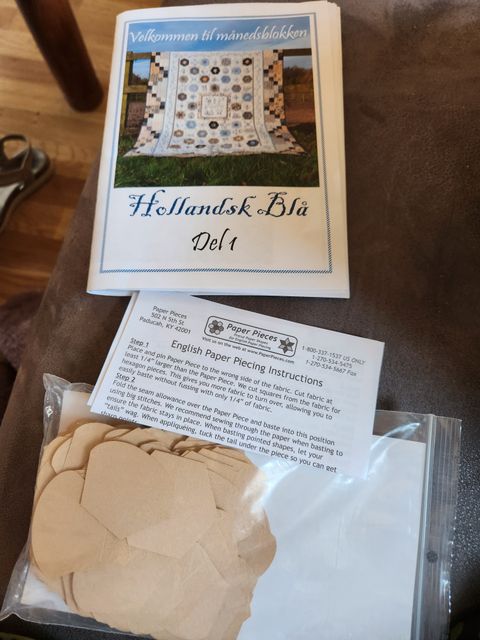 Velkommen til månedsblokken
Hollandsk Blå
Del 1
Paper Pieces
502 N 5th St
Paducah, KY 42001
Paper Pieces
Visit us on the web at www.PaperPieces.com
1-800-337-1537 US ONLY
1-270-534-5475
1-270-534-5667 Fax
English Paper Piecing Instructions
Step 1
Place and pin Paper Piece to the wrong side of the fabric. Cut fabric at
least 1/4" larger than the Paper Piece. We cut squares from the fabric for
hexagon pieces. This gives you more fabric to turn over, allowing you to
easily baste without fussing with only 1/4" of fabric.
Step 2
Fold the seam allowance over the Paper Piece and baste into this position
using big stitches. We recommend sewing through the paper when basting to
ensure the fabric stays in place. When basting pointed shapes, let your
"tails" wag. When appliqueing, tuck the tail under the piece so you can get